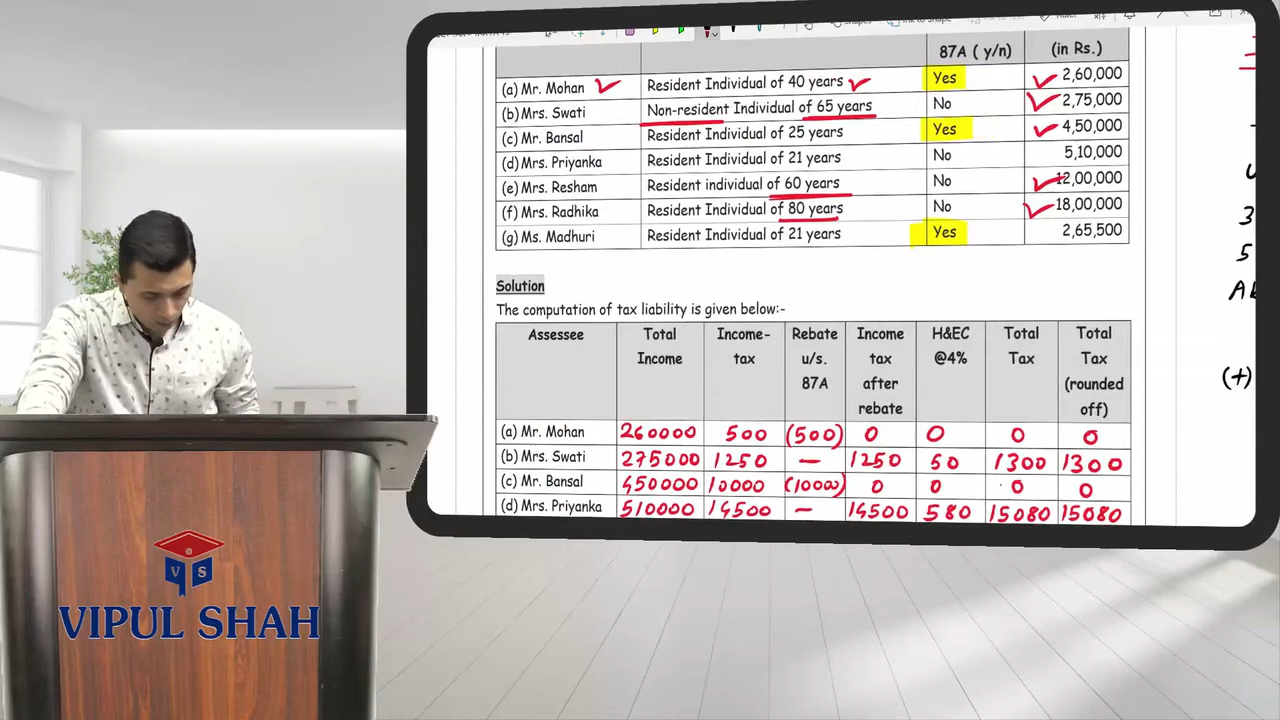 87A ( y/n) (in Rs.)
(a) Mr. Mohan Resident Individual of 40 years Yes 2,60,000
(b) Mrs. Swati Non-resident Individual of 65 years No 2,75,000
(c) Mr. Bansal Resident Individual of 25 years Yes 4,50,000
(d) Mrs. Priyanka Resident Individual of 21 years No 5,10,000
(e) Mrs. Resham Resident individual of 60 years No 12,00,000
(f) Mrs. Radhika Resident Individual of 80 years No 18,00,000
(g) Ms. Madhuri Resident Individual of 21 years Yes 2,65,500
Solution
The computation of tax liability is given below:-
Assessee Total Income- Rebate Income H&EC Total Total
Income tax u/s. tax @4% Tax Tax
87A after (rounded
rebate off)
(a) Mr. Mohan 260000 500 (500) 0 0 0 0
(b) Mrs. Swati 275000 1250 — 1250 50 1300 1300
(c) Mr. Bansal 450000 10000 (10000) 0 0 0 0
(d) Mrs. Priyanka 510000 14500 — 14500 580 15080 15080
3
5
(+)
V S
VIPUL SHAH